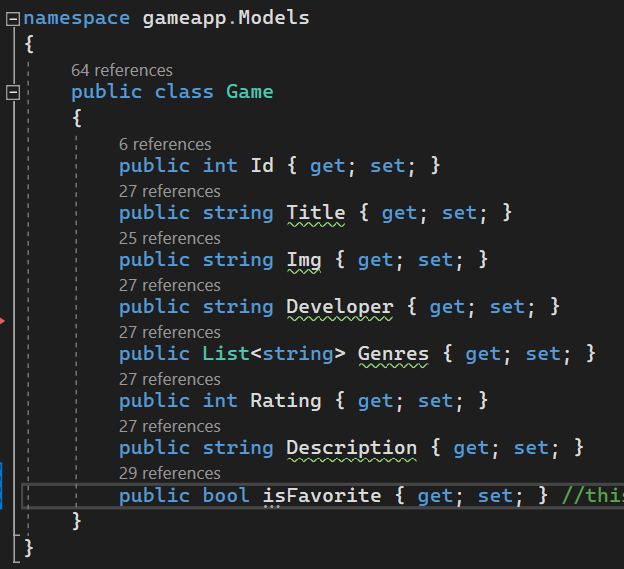 namespace gameapp.Models
{
64 references
public class Game
{
6 references
public int Id { get; set; }
27 references
public string Title { get; set; }
25 references
public string Img { get; set; }
27 references
public string Developer { get; set; }
27 references
public List<string> Genres { get; set; }
27 references
public int Rating { get; set; }
27 references
public string Description { get; set; }
29 references
public bool isFavorite { get; set; } //this
}
}